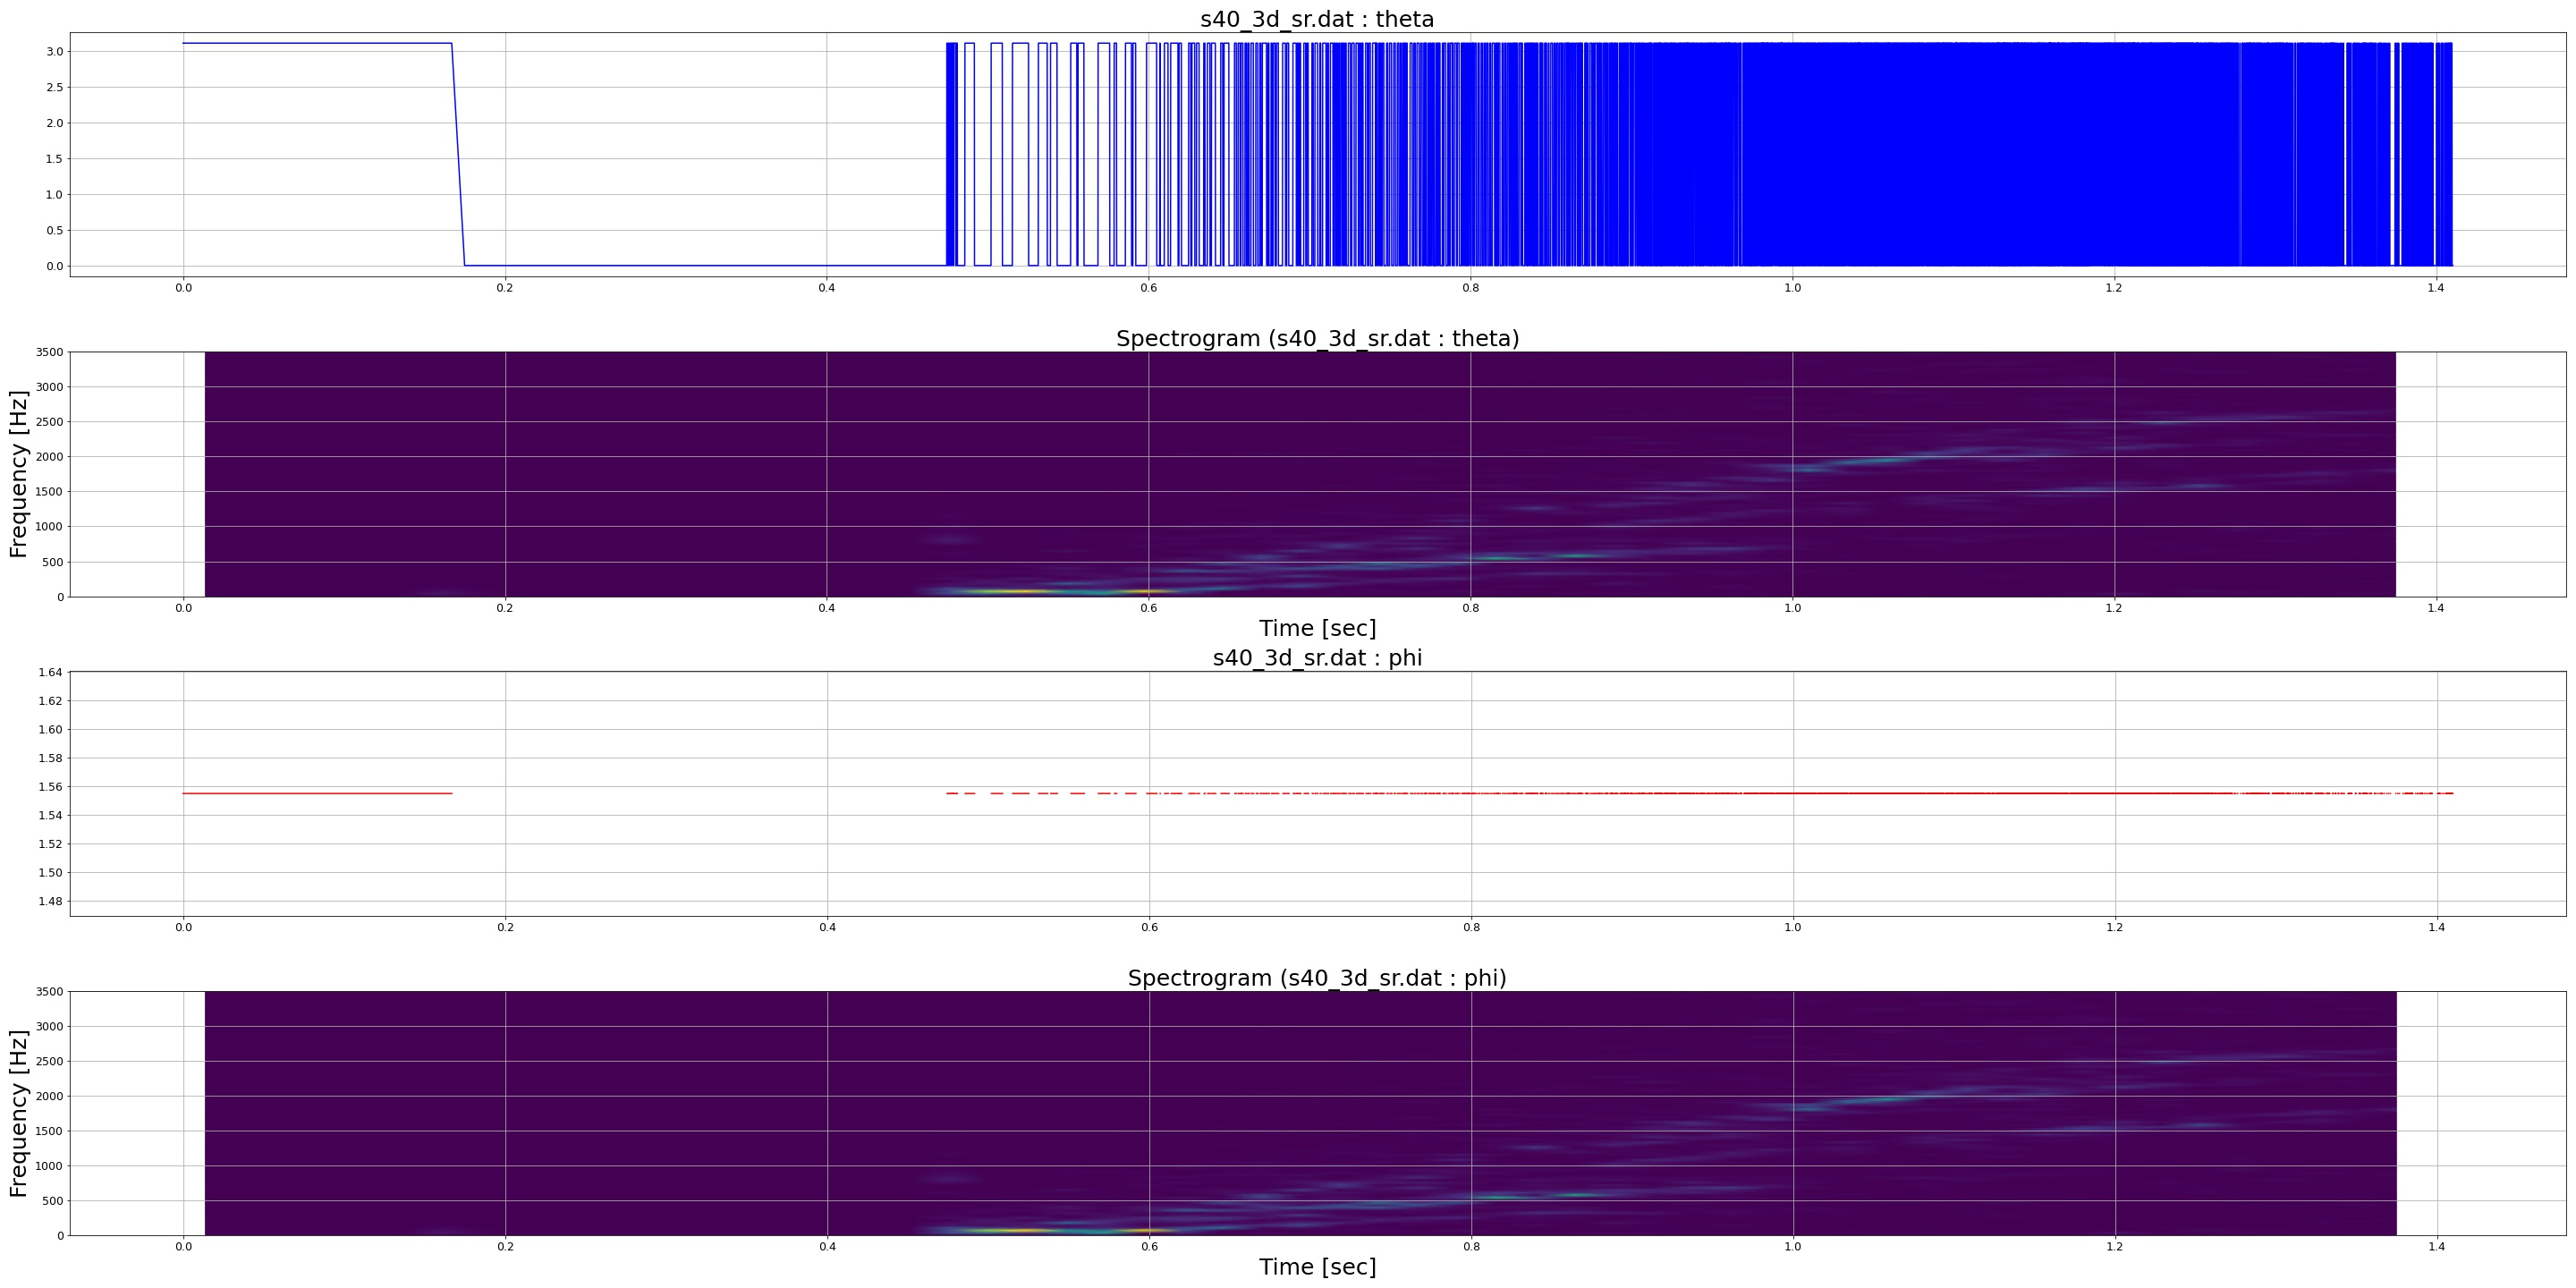 s40_3d_sr.dat : theta
3.0
2.5
2.0
1.5
1.0
0.5
0.0
0.0 0.2 0.4 0.6 0.8 1.0 1.2 1.4
Spectrogram (s40_3d_sr.dat : theta)
Frequency [Hz]
3500
3000
2500
2000
1500
1000
500
0
0.0 0.2 0.4 0.6 0.8 1.0 1.2 1.4
Time [sec]
s40_3d_sr.dat : phi
1.64
1.62
1.60
1.58
1.56
1.54
1.52
1.50
1.48
0.0 0.2 0.4 0.6 0.8 1.0 1.2 1.4
Spectrogram (s40_3d_sr.dat : phi)
Frequency [Hz]
3500
3000
2500
2000
1500
1000
500
0
0.0 0.2 0.4 0.6 0.8 1.0 1.2 1.4
Time [sec]